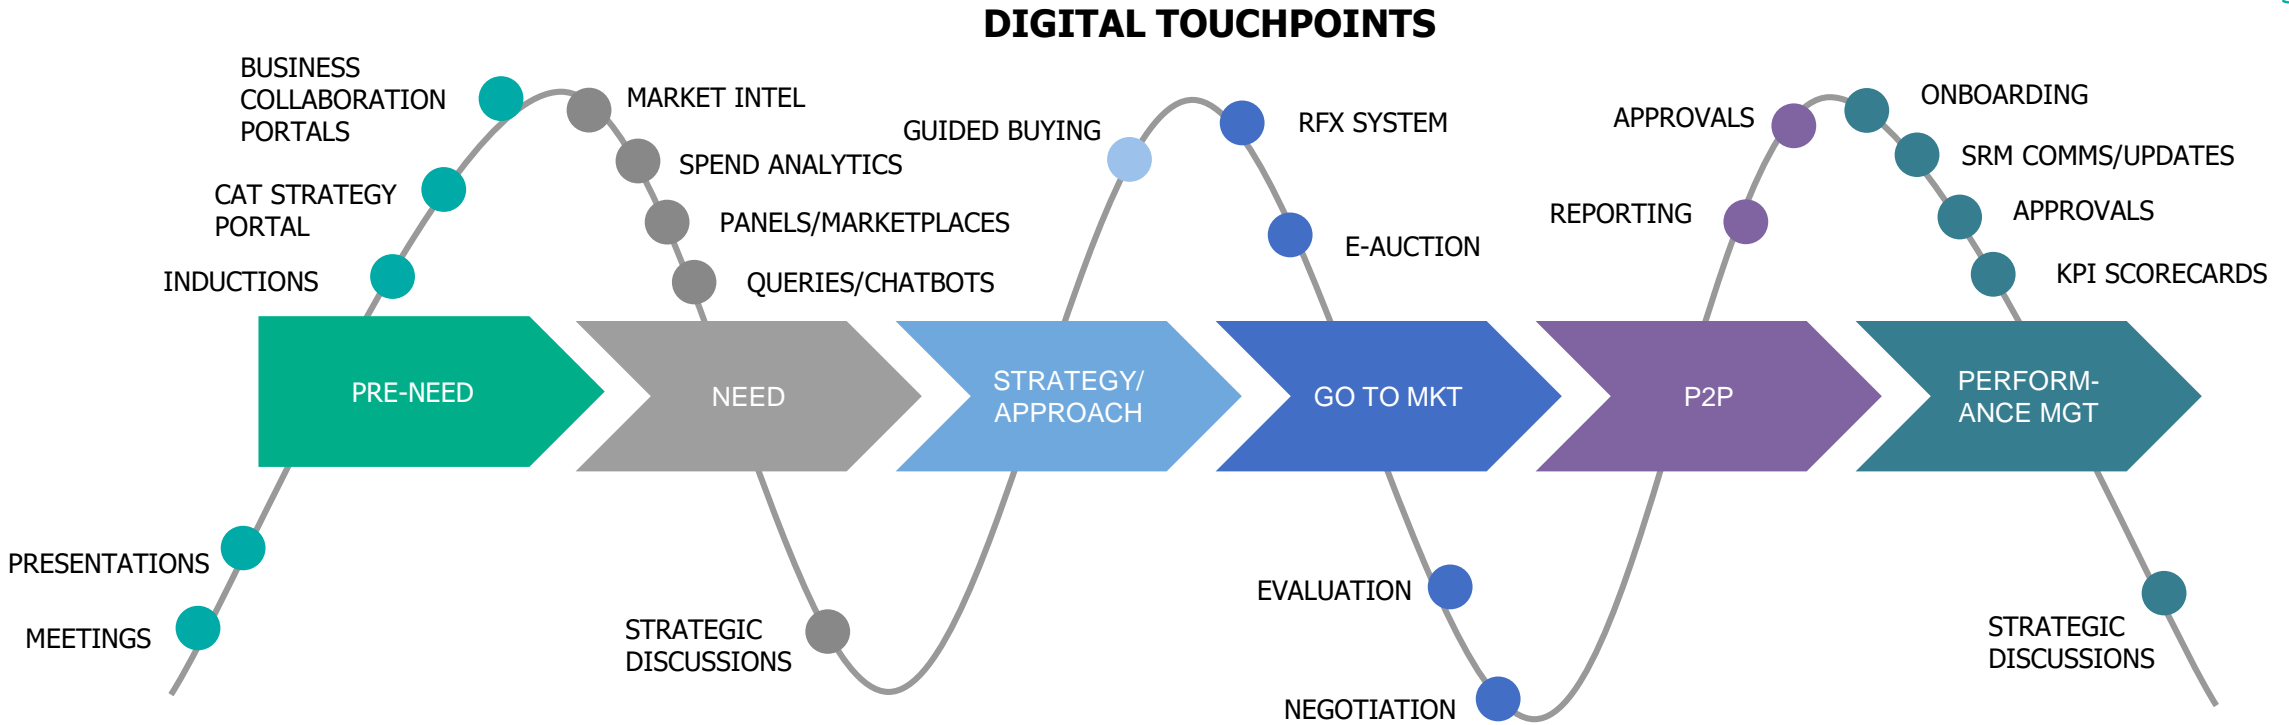 DIGITAL TOUCHPOINTS
BUSINESS
COLLABORATION
PORTALS
CAT STRATEGY
PORTAL
INDUCTIONS
MARKET INTEL
SPEND ANALYTICS
PANELS/MARKETPLACES
QUERIES/CHATBOTS
GUIDED BUYING
RFX SYSTEM
E-AUCTION
APPROVALS
REPORTING
ONBOARDING
SRM COMMS/UPDATES
APPROVALS
KPI SCORECARDS
PRE-NEED
NEED
STRATEGY/
APPROACH
GO TO MKT
P2P
PERFORM-
ANCE MGT
PRESENTATIONS
MEETINGS
STRATEGIC
DISCUSSIONS
EVALUATION
NEGOTIATION
STRATEGIC
DISCUSSIONS